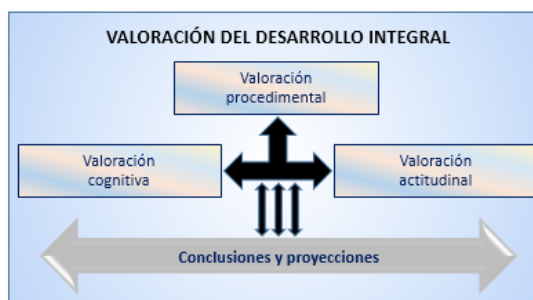 VALORACIÓN DEL DESARROLLO INTEGRAL
Valoración
procedimental
Valoración
cognitiva
Valoración
actitudinal
Conclusiones y proyecciones